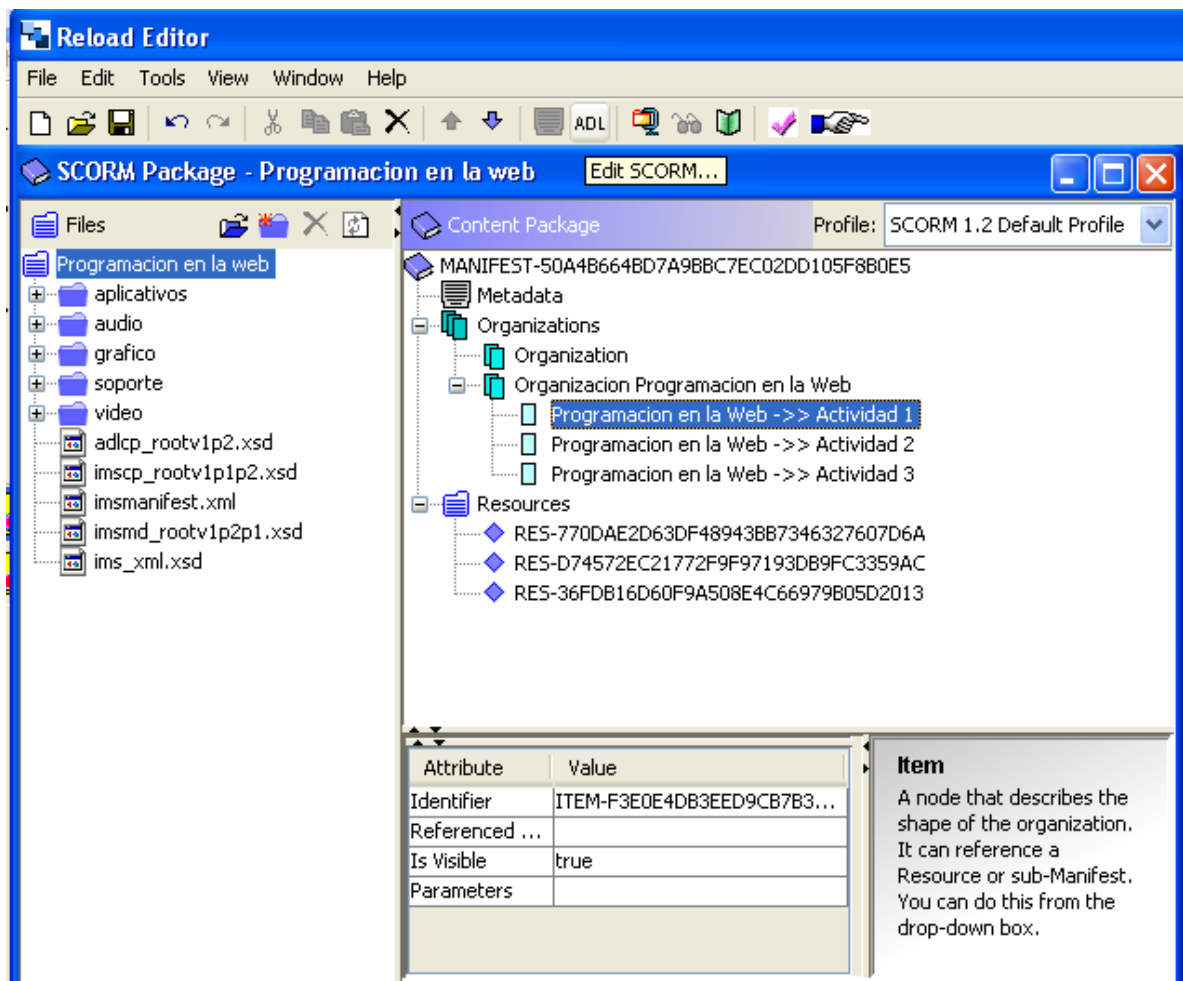 Reload Editor
File Edit Tools View Window Help
ADL
SCORM Package - Programacion en la web
Edit SCORM...
Files
Content Package
Profile: SCORM 1.2 Default Profile
Programacion en la web
aplicativos
audio
grafico
soporte
video
adlcp_rootv1p2.xsd
imscp_rootv1p1p2.xsd
imsmanifest.xml
imsmd_rootv1p2p1.xsd
ims_xml.xsd
MANIFEST-50A4B664BD7A9BBC7EC02DD105F8B0E5
Metadata
Organizations
Organization
Organizacion Programacion en la Web
Programacion en la Web ->> Actividad 1
Programacion en la Web ->> Actividad 2
Programacion en la Web ->> Actividad 3
Resources
RES-770DAE2D63DF48943BB7346327607D6A
RES-D74572EC21772F9F97193DB9FC3359AC
RES-36FDB16D60F9A508E4C66979B05D2013
Attribute Value
Identifier ITEM-F3E0E4DB3EED9CB7B3...
Referenced ...
Is Visible true
Parameters
Item
A node that describes the
shape of the organization.
It can reference a
Resource or sub-Manifest.
You can do this from the
drop-down box.